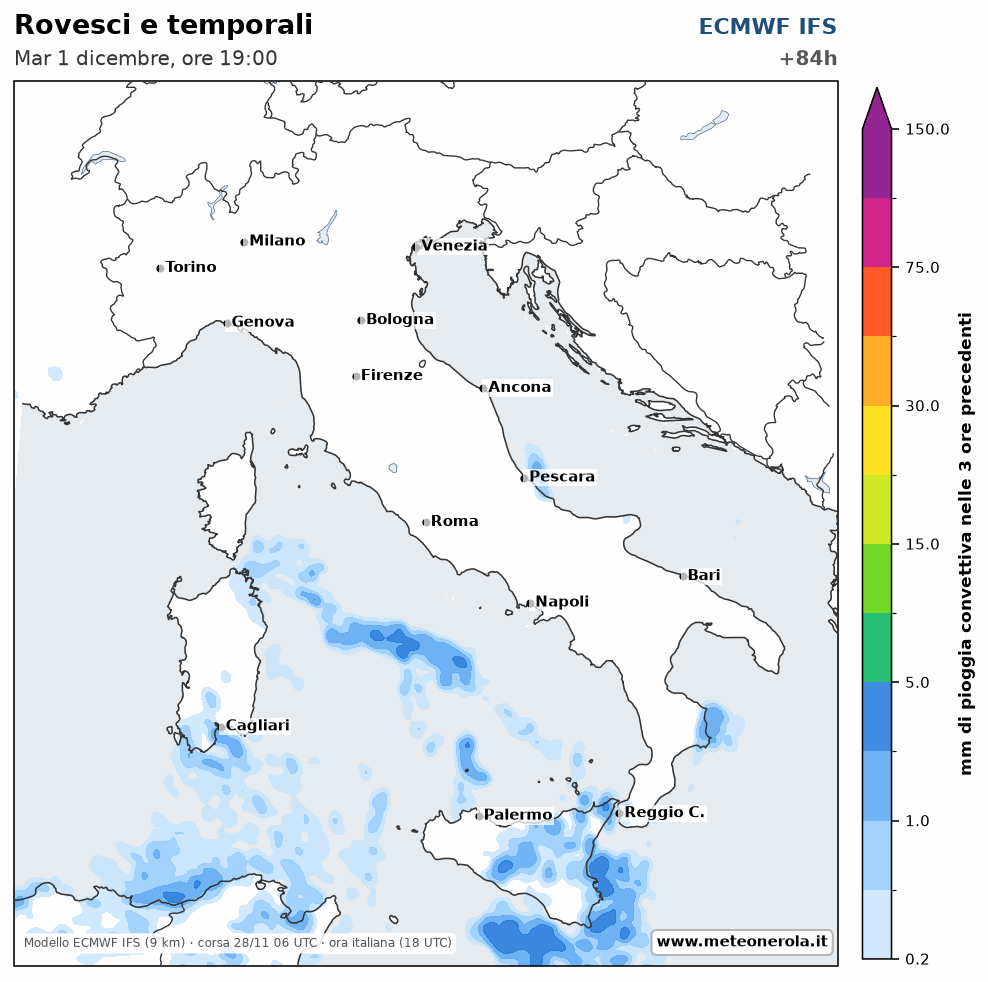 Rovesci e temporali
ECMWF IFS
Mar 1 dicembre, ore 19:00
+84h
150.0
75.0
30.0
15.0
5.0
1.0
0.2
mm di pioggia convettiva nelle 3 ore precedenti
Milano
Venezia
Torino
Genova
Bologna
Firenze
Ancona
Pescara
Roma
Bari
Napoli
Cagliari
Palermo
Reggio C.
Modello ECMWF IFS (9 km) · corsa 28/11 06 UTC · ora italiana (18 UTC)
www.meteonerola.it